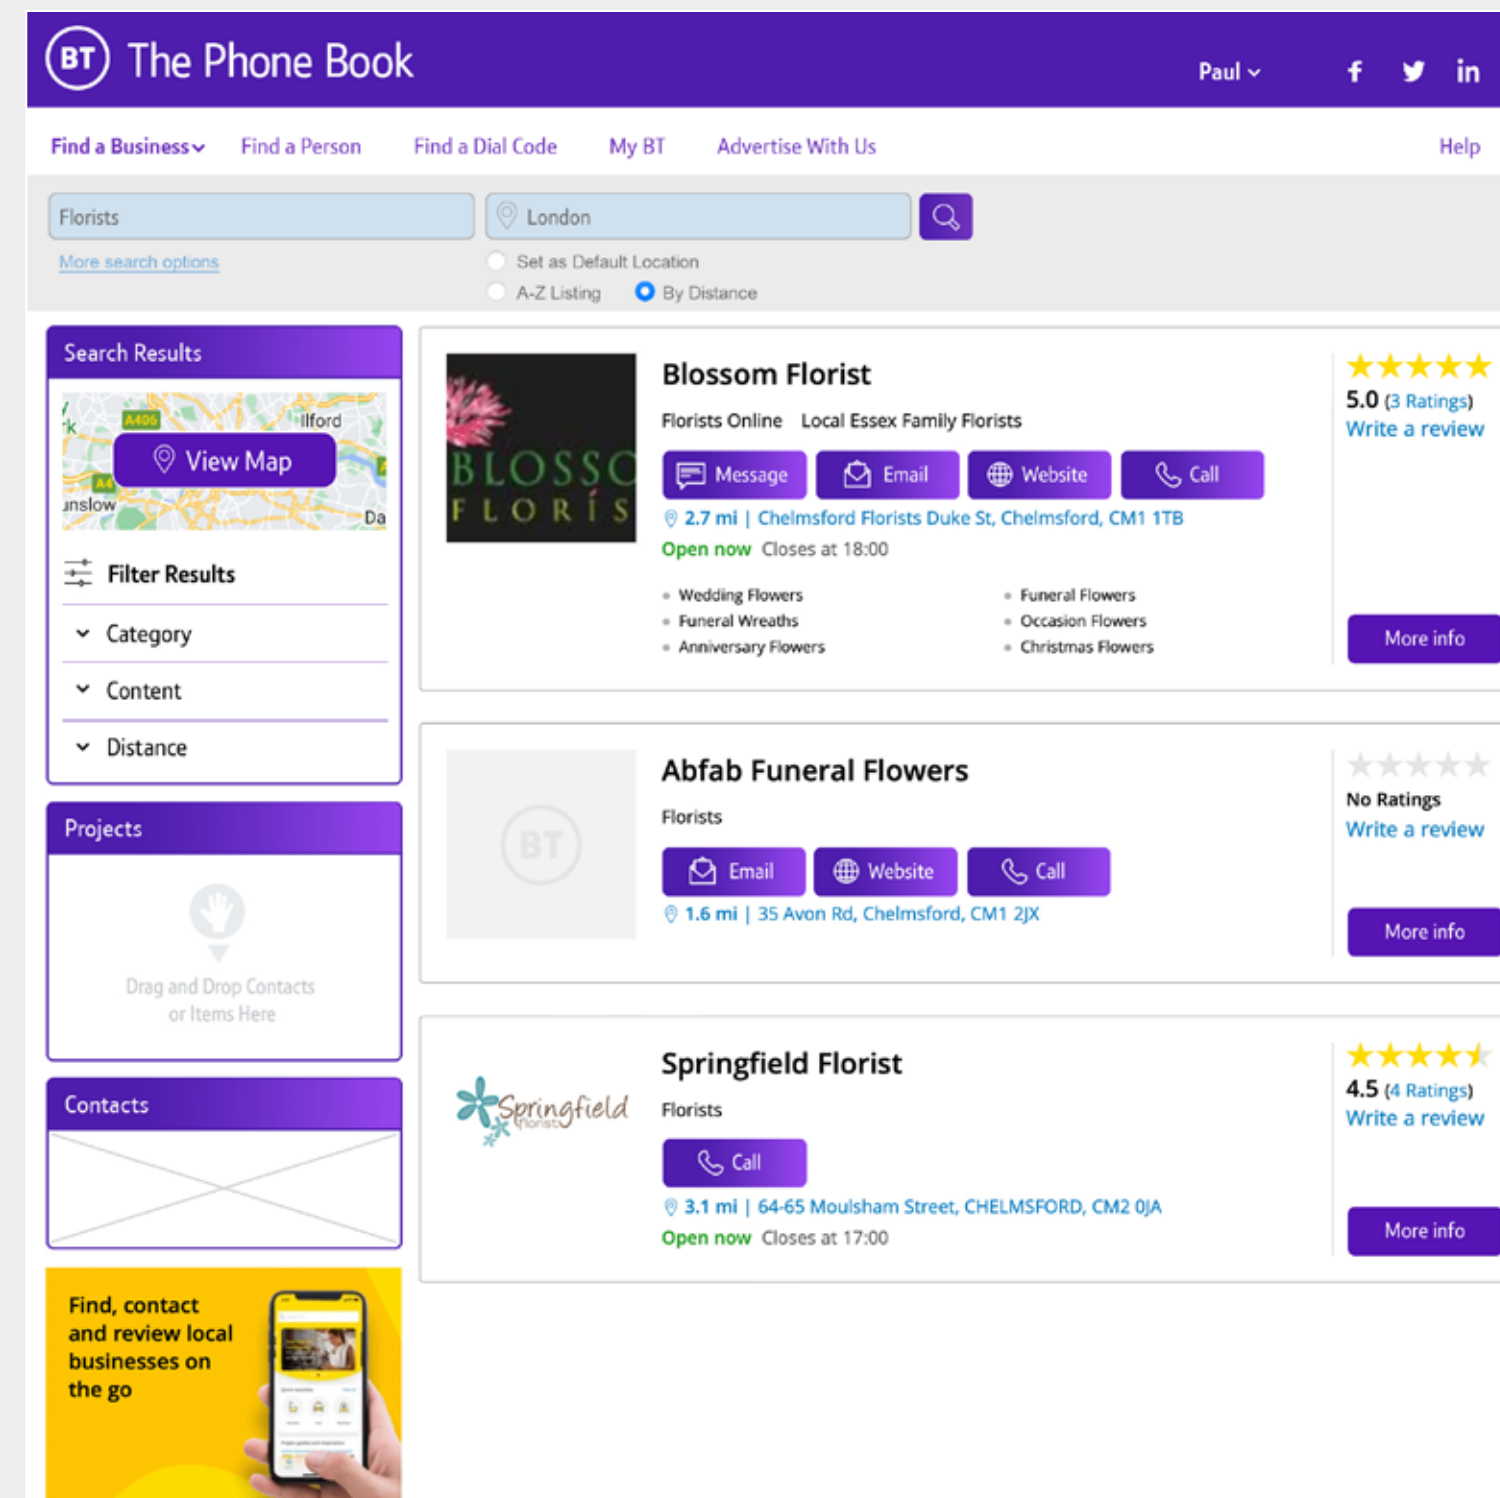 BT The Phone Book
Paul
Find a Business
Find a Person
Find a Dial Code
My BT
Advertise With Us
Help
Florists
London
More search options
Set as Default Location
A-Z Listing
By Distance
Search Results
A406
Ilford
View Map
A4
unslow
Da
Filter Results
Category
Content
Distance
Projects
Drag and Drop Contacts
or Items Here
Contacts
Find, contact
and review local
businesses on
the go
BLOSSO
FLORÍS
Blossom Florist
Florists Online Local Essex Family Florists
Message
Email
Website
Call
2.7 mi | Chelmsford Florists Duke St, Chelmsford, CM1 1TB
Open now Closes at 18:00
Wedding Flowers
Funeral Wreaths
Anniversary Flowers
Funeral Flowers
Occasion Flowers
Christmas Flowers
5.0 (3 Ratings)
Write a review
More info
BT
Abfab Funeral Flowers
Florists
Email
Website
Call
1.6 mi | 35 Avon Rd, Chelmsford, CM1 2JX
No Ratings
Write a review
More info
Springfield
florist
Springfield Florist
Florists
Call
3.1 mi | 64-65 Moulsham Street, CHELMSFORD, CM2 0JA
Open now Closes at 17:00
4.5 (4 Ratings)
Write a review
More info